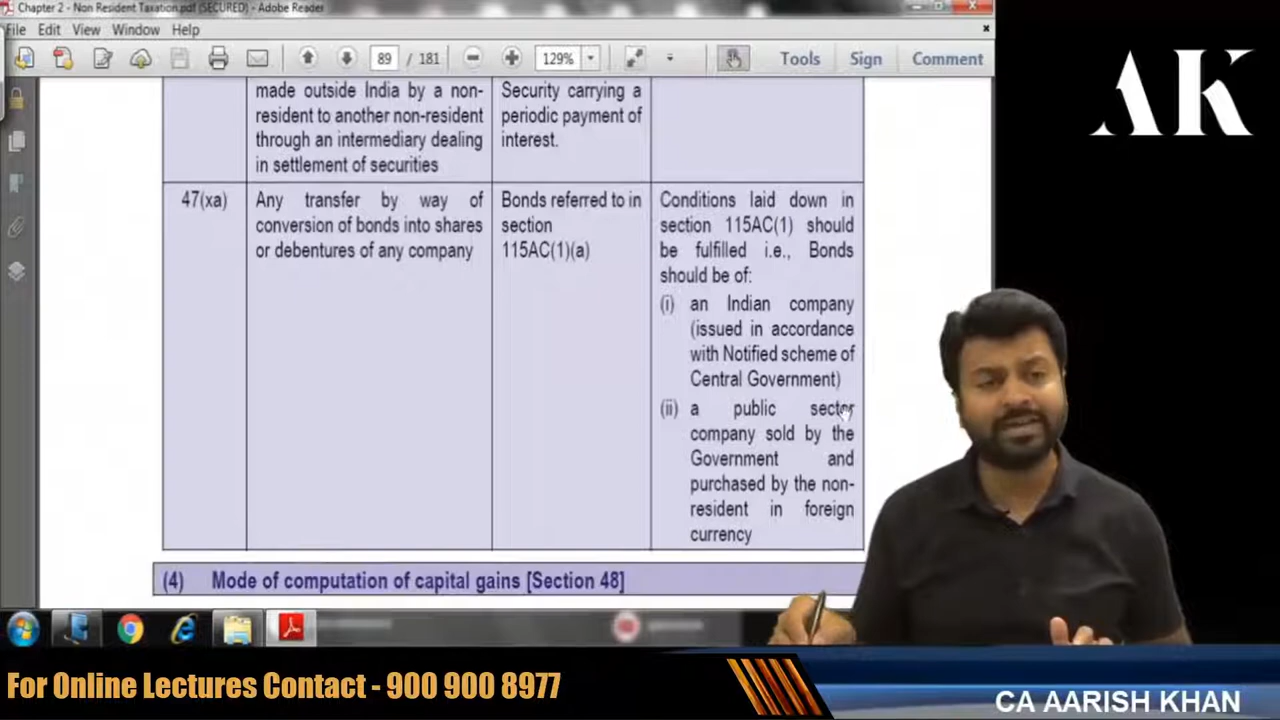 Chapter 2 - Non Resident Taxation.pdf (SECURED) - Adobe Reader
File Edit View Window Help
89 / 181 129% Tools Sign Comment
AK
made outside India by a non-
resident to another non-resident
through an intermediary dealing
in settlement of securities
Security carrying a
periodic payment of
interest.
47(xa)
Any transfer by way of
conversion of bonds into shares
or debentures of any company
Bonds referred to in
section
115AC(1)(a)
Conditions laid down in
section 115AC(1) should
be fulfilled i.e., Bonds
should be of:
(i) an Indian company
(issued in accordance
with Notified scheme of
Central Government)
(ii) a public sector
company sold by the
Government and
purchased by the non-
resident in foreign
currency
(4) Mode of computation of capital gains [Section 48]
For Online Lectures Contact - 900 900 8977
CA AARISH KHAN